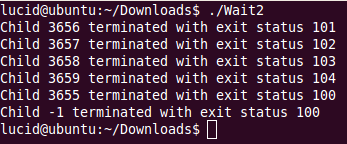 lucid@ubuntu:~/Downloads$ ./Wait2
Child 3656 terminated with exit status 101
Child 3657 terminated with exit status 102
Child 3658 terminated with exit status 103
Child 3659 terminated with exit status 104
Child 3655 terminated with exit status 100
Child -1 terminated with exit status 100
lucid@ubuntu:~/Downloads$